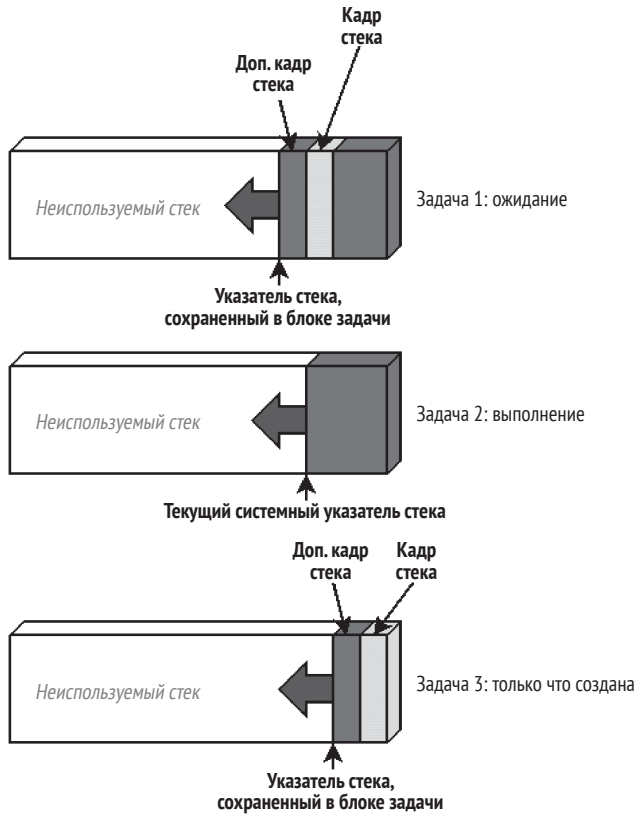 Кадр
стека
Доп. кадр
стека
Неиспользуемый стек
Задача 1: ожидание
Указатель стека,
сохраненный в блоке задачи
Неиспользуемый стек
Задача 2: выполнение
Текущий системный указатель стека
Доп. кадр
стека
Кадр
стека
Неиспользуемый стек
Задача 3: только что создана
Указатель стека,
сохраненный в блоке задачи